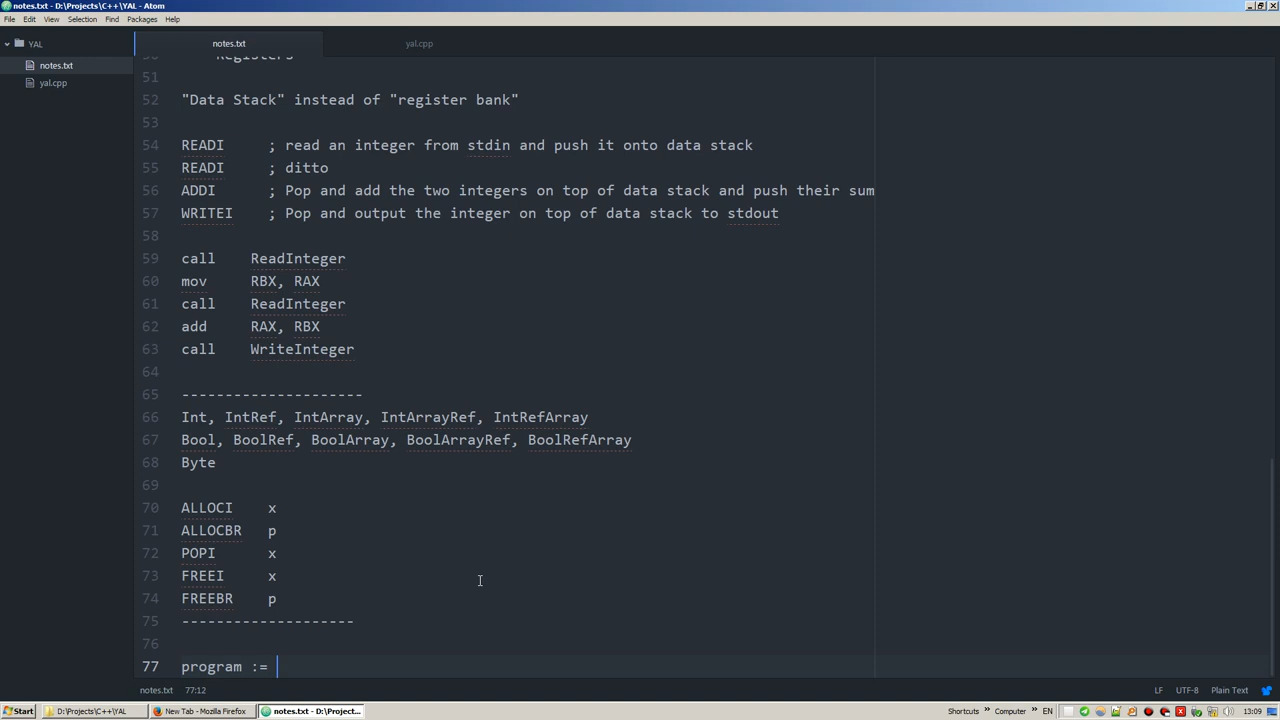 notes.txt - D:\Projects\C++\YAL - Atom
File Edit View Selection Find Packages Help
YAL
notes.txt
yal.cpp
notes.txt yal.cpp
50 Registers
51
52 "Data Stack" instead of "register bank"
53
54 READI ; read an integer from stdin and push it onto data stack
55 READI ; ditto
56 ADDI ; Pop and add the two integers on top of data stack and push their sum
57 WRITEI ; Pop and output the integer on top of data stack to stdout
58
59 call ReadInteger
60 mov RBX, RAX
61 call ReadInteger
62 add RAX, RBX
63 call WriteInteger
64
65 ---------------------
66 Int, IntRef, IntArray, IntArrayRef, IntRefArray
67 Bool, BoolRef, BoolArray, BoolArrayRef, BoolRefArray
68 Byte
69
70 ALLOCI x
71 ALLOCBR p
72 POPI x
73 FREEI x
74 FREEBR p
75 --------------------
76
77 program :=
notes.txt 77:12 LF UTF-8 Plain Text
Start D:\Projects\C++\YAL New Tab - Mozilla Firefox notes.txt - D:\Project... Shortcuts » Computer » EN 13:09